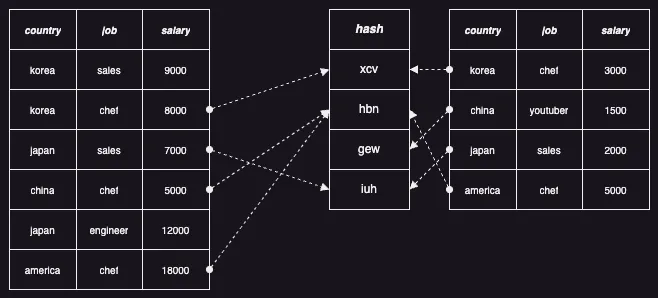 country job salary
korea sales 9000
korea chef 8000
japan sales 7000
china chef 5000
japan engineer 12000
america chef 18000
hash
xcv
hbn
gew
iuh
country job salary
korea chef 3000
china youtuber 1500
japan sales 2000
america chef 5000